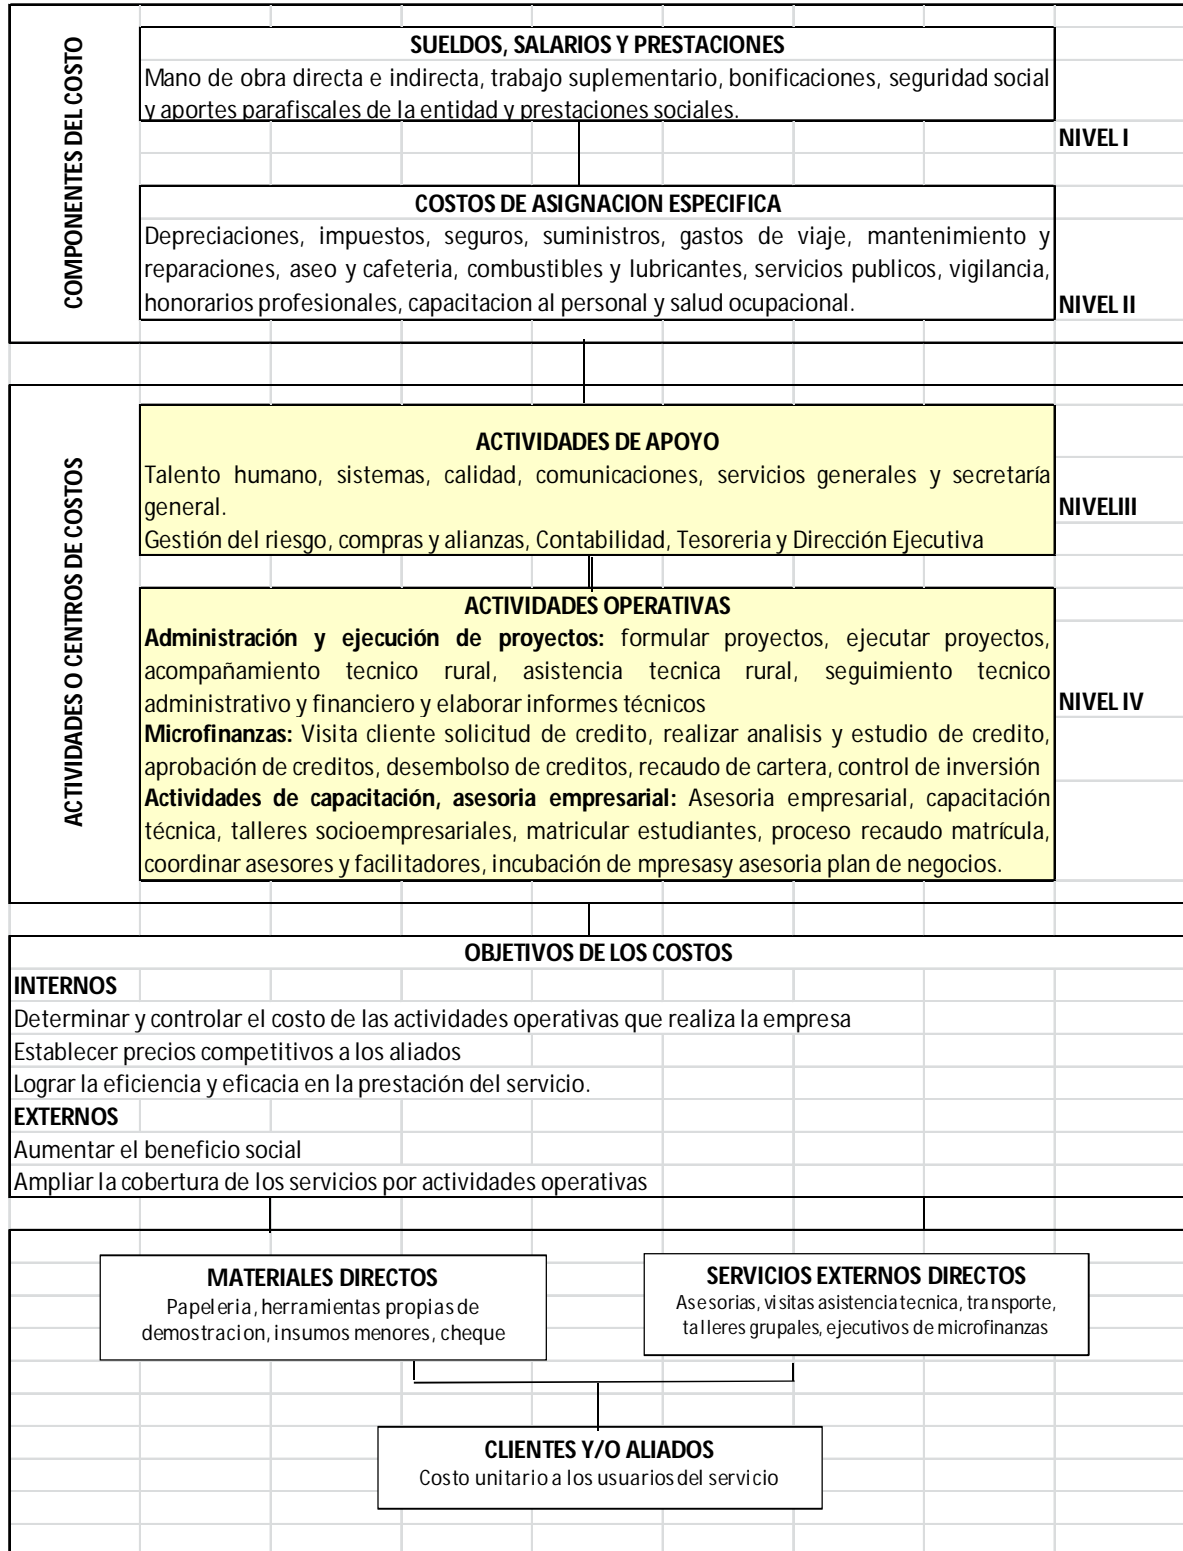 COMPONENTES DEL COSTO
SUELDOS, SALARIOS Y PRESTACIONES
Mano de obra directa e indirecta, trabajo suplementario, bonificaciones, seguridad social
y aportes parafiscales de la entidad y prestaciones sociales.
NIVEL I
COSTOS DE ASIGNACION ESPECIFICA
Depreciaciones, impuestos, seguros, suministros, gastos de viaje, mantenimiento y
reparaciones, aseo y cafeteria, combustibles y lubricantes, servicios publicos, vigilancia,
honorarios profesionales, capacitacion al personal y salud ocupacional.
NIVEL II
ACTIVIDADES O CENTROS DE COSTOS
ACTIVIDADES DE APOYO
Talento humano, sistemas, calidad, comunicaciones, servicios generales y secretaría
general.
NIVELIII
Gestión del riesgo, compras y alianzas, Contabilidad, Tesoreria y Dirección Ejecutiva
ACTIVIDADES OPERATIVAS
Administración y ejecución de proyectos: formular proyectos, ejecutar proyectos,
acompañamiento tecnico rural, asistencia tecnica rural, seguimiento tecnico
administrativo y financiero y elaborar informes técnicos
NIVEL IV
Microfinanzas: Visita cliente solicitud de credito, realizar analisis y estudio de credito,
aprobación de creditos, desembolso de creditos, recaudo de cartera, control de inversión
Actividades de capacitación, asesoria empresarial: Asesoria empresarial, capacitación
técnica, talleres socioempresariales, matricular estudiantes, proceso recaudo matrícula,
coordinar asesores y facilitadores, incubación de mpresasy asesoria plan de negocios.
OBJETIVOS DE LOS COSTOS
INTERNOS
Determinar y controlar el costo de las actividades operativas que realiza la empresa
Establecer precios competitivos a los aliados
Lograr la eficiencia y eficacia en la prestación del servicio.
EXTERNOS
Aumentar el beneficio social
Ampliar la cobertura de los servicios por actividades operativas
MATERIALES DIRECTOS
Papeleria, herramientas propias de
demostracion, insumos menores, cheque
SERVICIOS EXTERNOS DIRECTOS
Asesorias, visitas asistencia tecnica, transporte,
talleres grupales, ejecutivos de microfinanzas
CLIENTES Y/O ALIADOS
Costo unitario a los usuarios del servicio